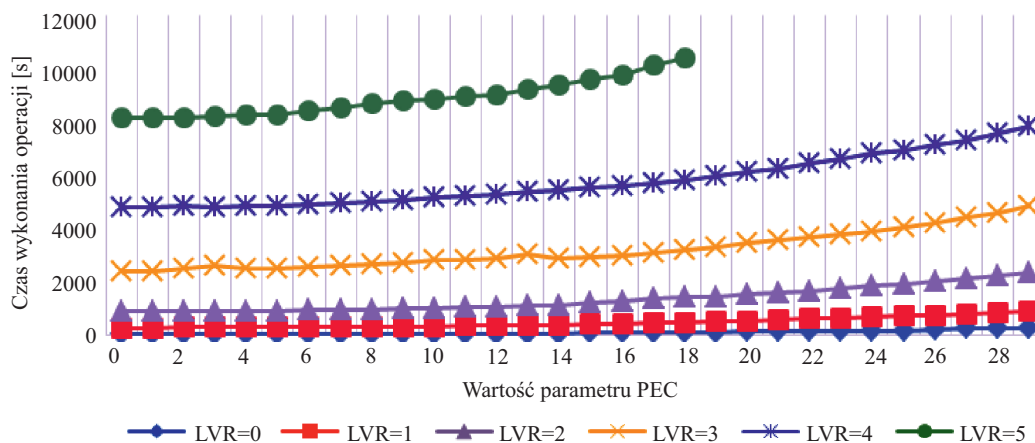 12000
10000
8000
6000
4000
2000
0
Czas wykonania operacji [s]
0 2 4 6 8 10 12 14 16 18 20 22 24 26 28
Wartość parametru PEC
LVR=0 LVR=1 LVR=2 LVR=3 LVR=4 LVR=5